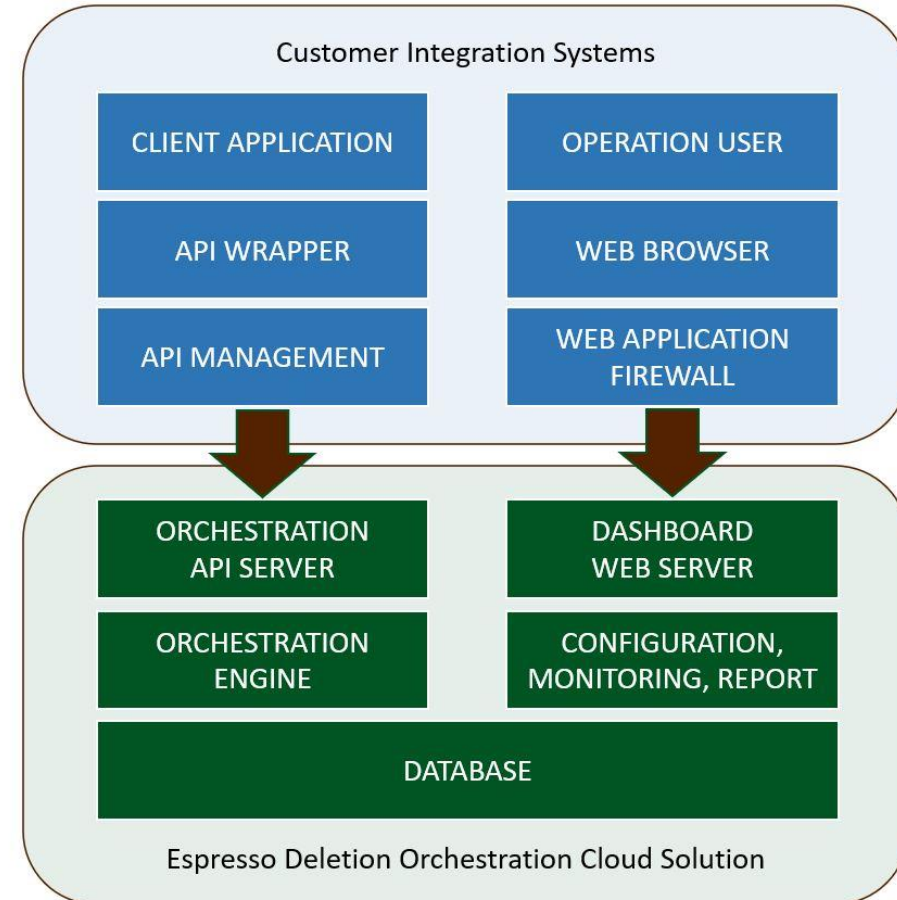 Customer Integration Systems
CLIENT APPLICATION
OPERATION USER
API WRAPPER
WEB BROWSER
API MANAGEMENT
WEB APPLICATION
FIREWALL
ORCHESTRATION
API SERVER
DASHBOARD
WEB SERVER
ORCHESTRATION
ENGINE
CONFIGURATION,
MONITORING, REPORT
DATABASE
Espresso Deletion Orchestration Cloud Solution